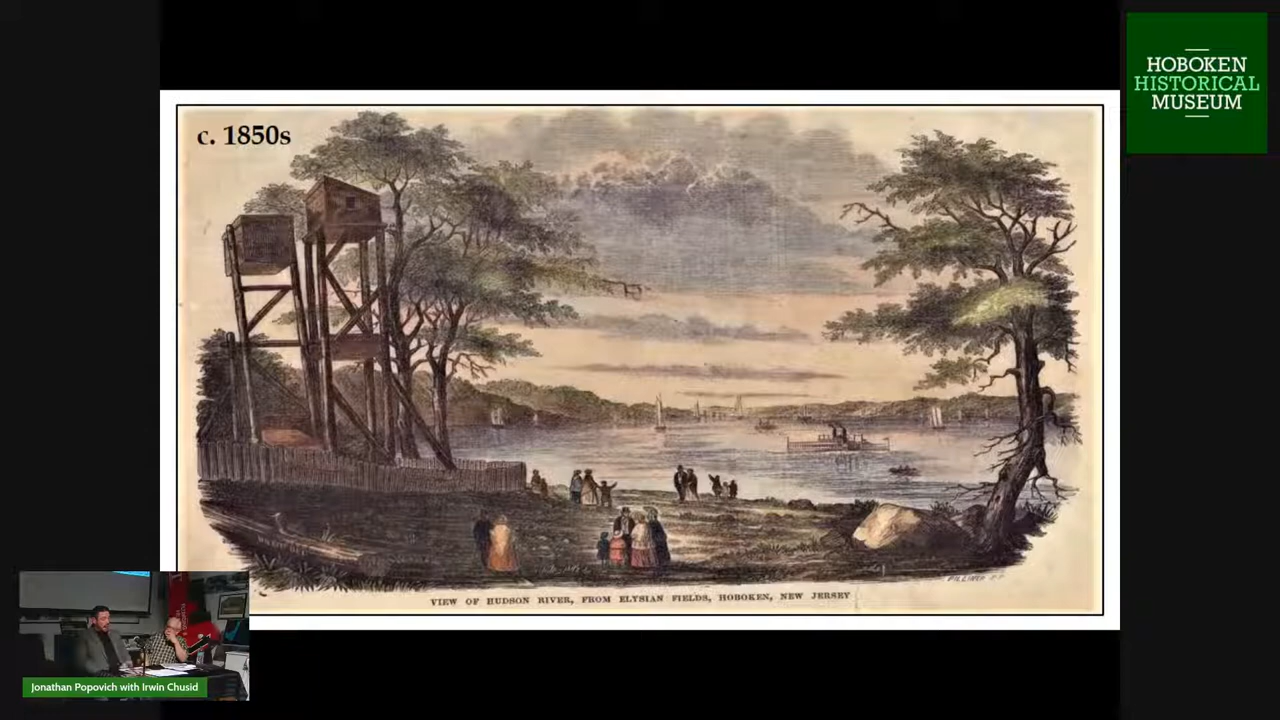 c. 1850s
HOBOKEN
HISTORICAL
MUSEUM
VIEW OF HUDSON RIVER, FROM ELYSIAN FIELDS, HOBOKEN, NEW JERSEY
Jonathan Popovich with Irwin Chusid